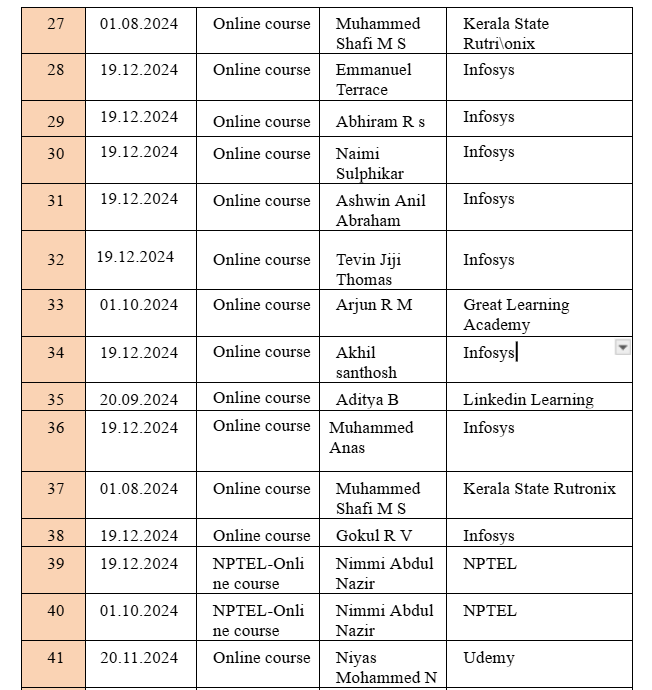 27 01.08.2024 Online course Muhammed Kerala State
Shafi M S Rutri\onix
28 19.12.2024 Online course Emmanuel Infosys
Terrace
29 19.12.2024 Online course Abhiram R s Infosys
30 19.12.2024 Online course Naimi Infosys
Sulphikar
31 19.12.2024 Online course Ashwin Anil Infosys
Abraham
32 19.12.2024 Online course Tevin Jiji Infosys
Thomas
33 01.10.2024 Online course Arjun R M Great Learning
Academy
34 19.12.2024 Online course Akhil Infosys
santhosh
35 20.09.2024 Online course Aditya B Linkedin Learning
36 19.12.2024 Online course Muhammed Infosys
Anas
37 01.08.2024 Online course Muhammed Kerala State Rutronix
Shafi M S
38 19.12.2024 Online course Gokul R V Infosys
39 19.12.2024 NPTEL-Onli Nimmi Abdul NPTEL
ne course Nazir
40 01.10.2024 NPTEL-Onli Nimmi Abdul NPTEL
ne course Nazir
41 20.11.2024 Online course Niyas Udemy
Mohammed N